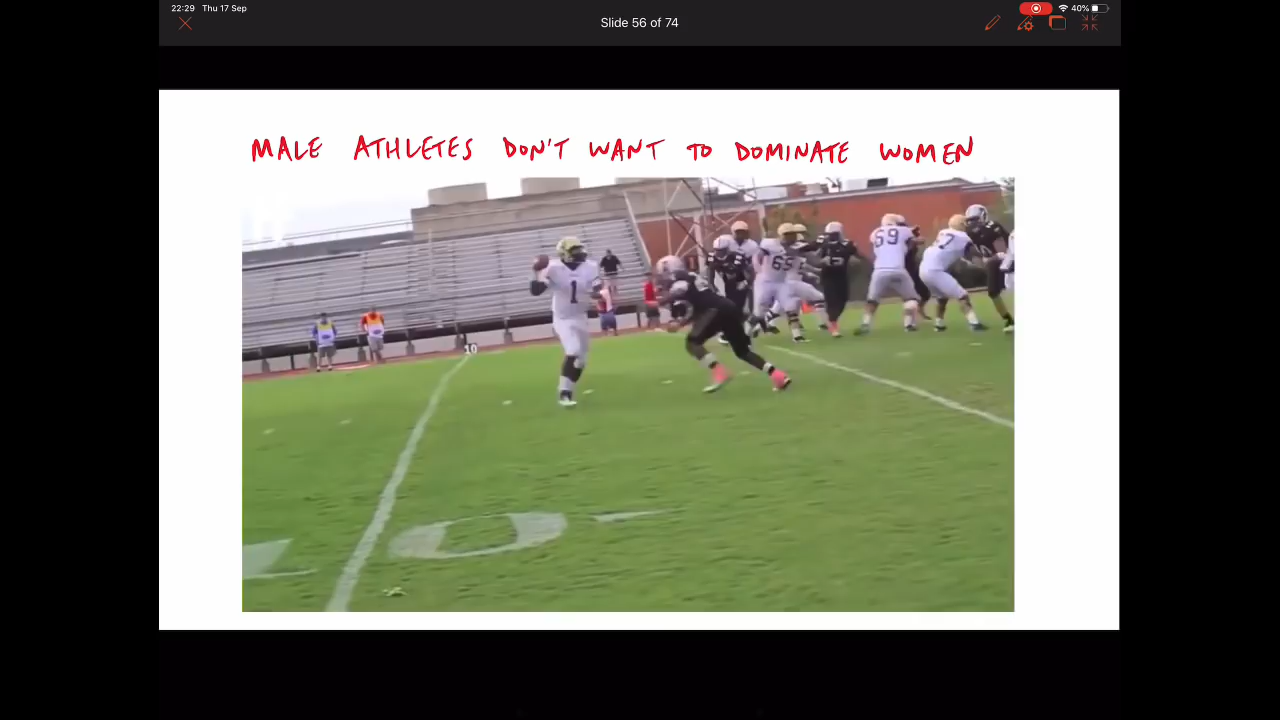 22:29 Thu 17 Sep
40%
Slide 56 of 74
MALE ATHLETES DON'T WANT TO DOMINATE WOMEN
1
65
69
10